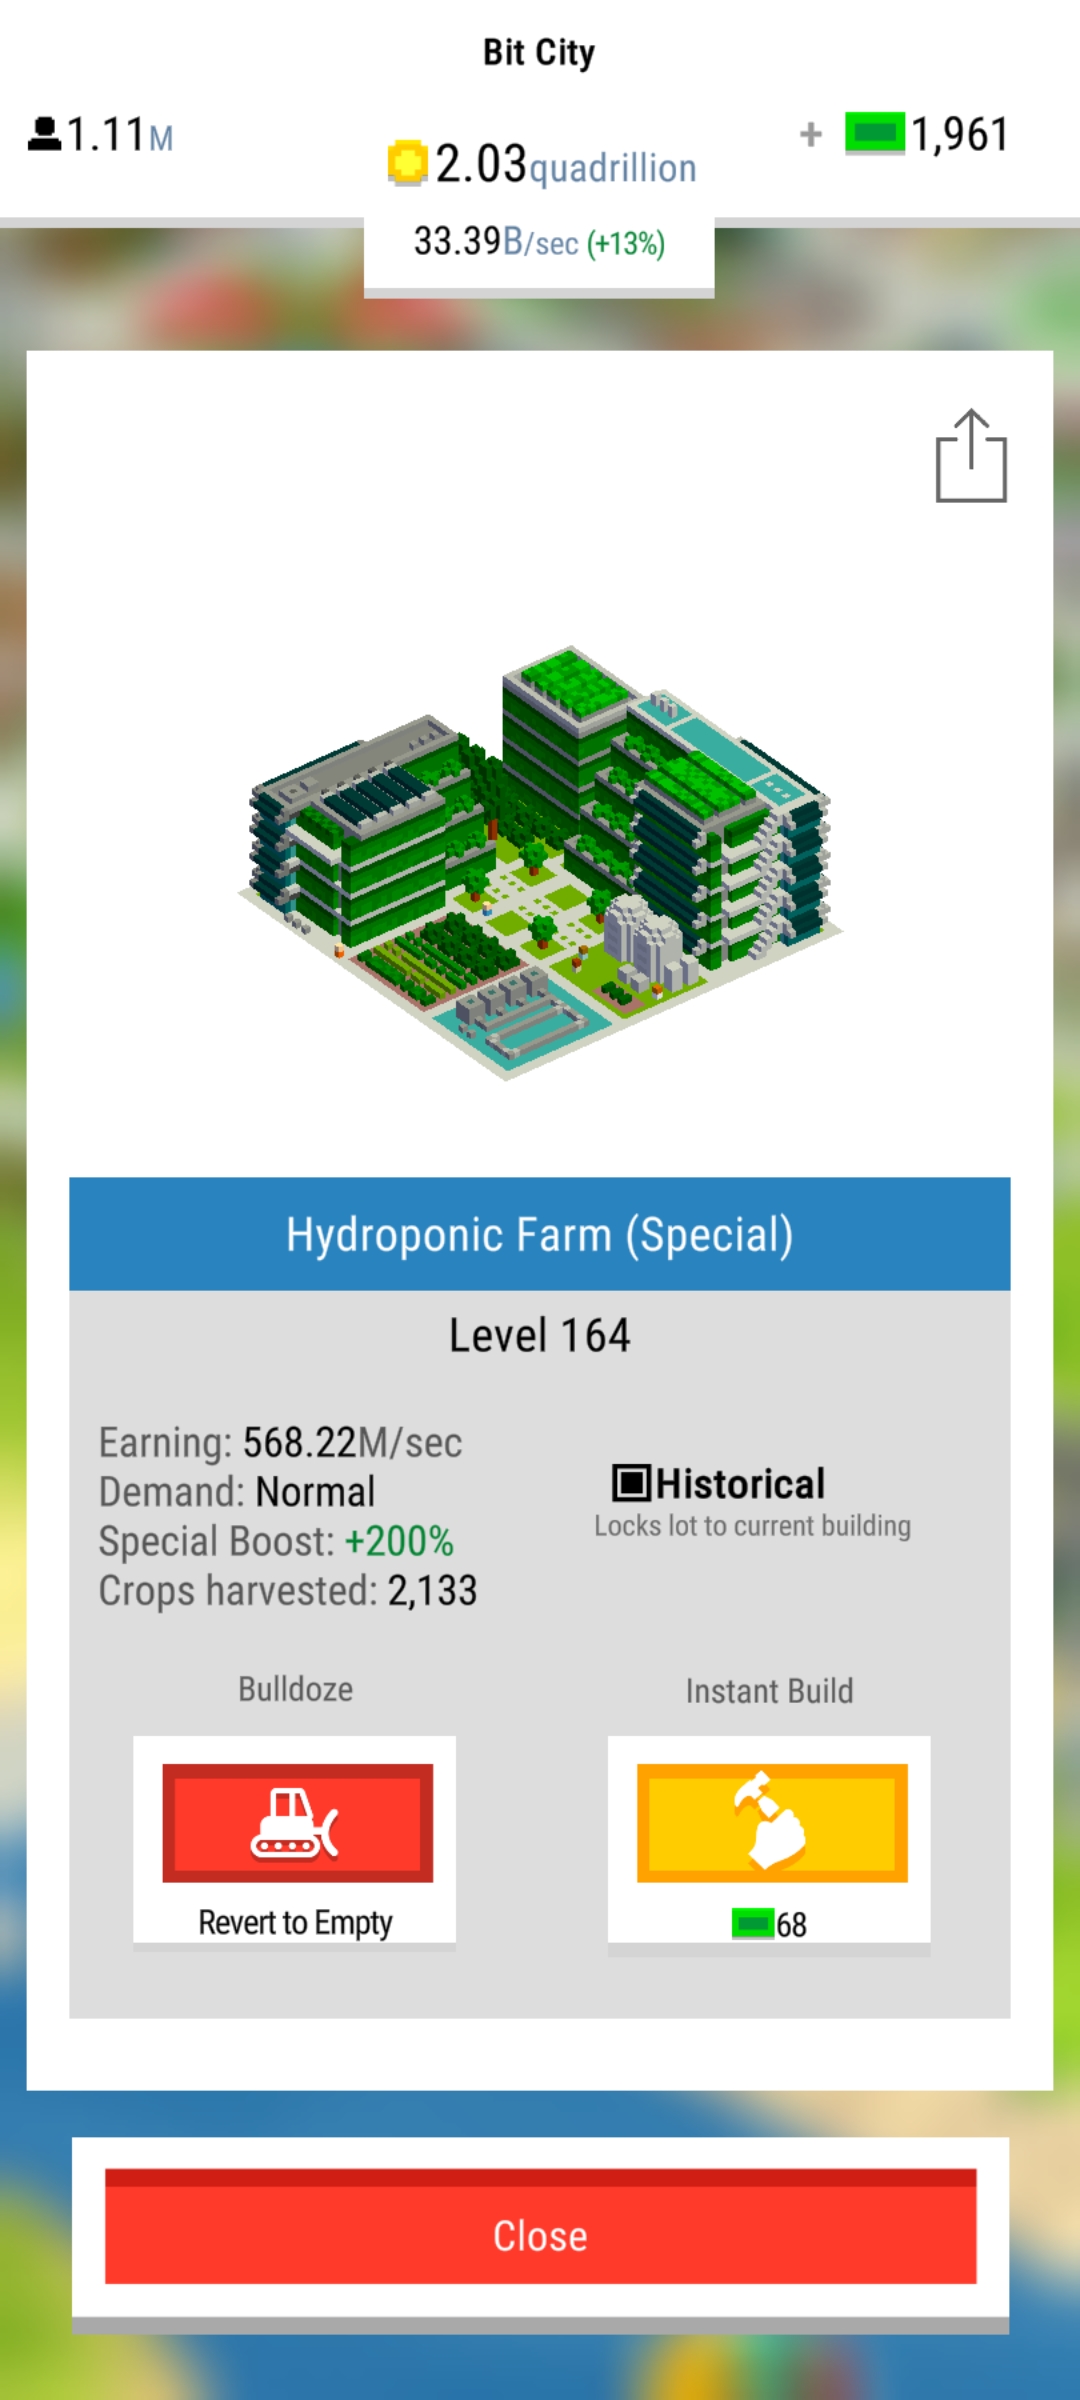 Bit City
1.11M
2.03quadrillion
+ 1,961
33.39B/sec (+13%)
Hydroponic Farm (Special)
Level 164
Earning: 568.22M/sec
Demand: Normal
Special Boost: +200%
Crops harvested: 2,133
Historical
Locks lot to current building
Bulldoze
Instant Build
Revert to Empty
68
Close